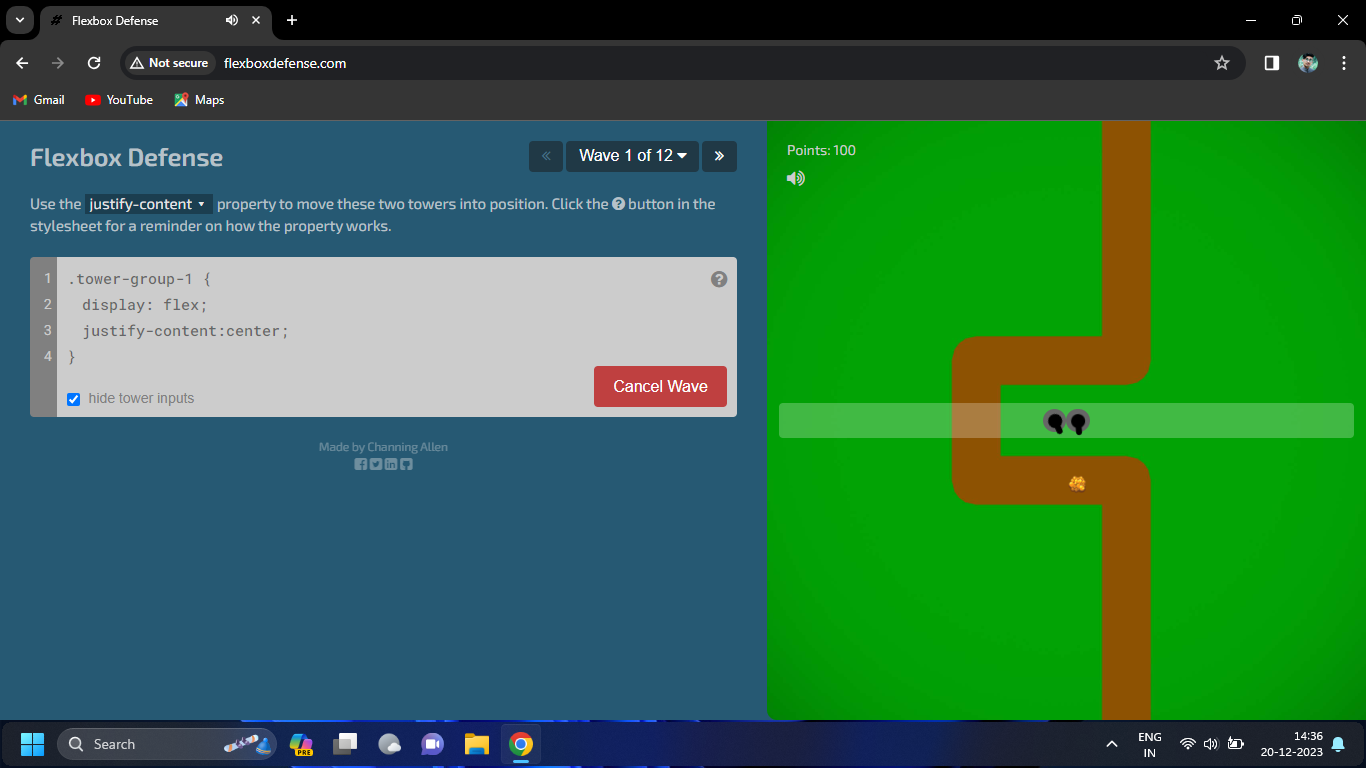 Flexbox Defense
Not secure
flexboxdefense.com
Gmail
YouTube
Maps
Flexbox Defense
«
Wave 1 of 12
»
Use the justify-content property to move these two towers into position. Click the ? button in the
stylesheet for a reminder on how the property works.
1 .tower-group-1 {
?
2 display: flex;
3 justify-content:center;
4 }
hide tower inputs
Cancel Wave
Made by Channing Allen
Points: 100
Search
PRE
ENG
IN
14:36
20-12-2023